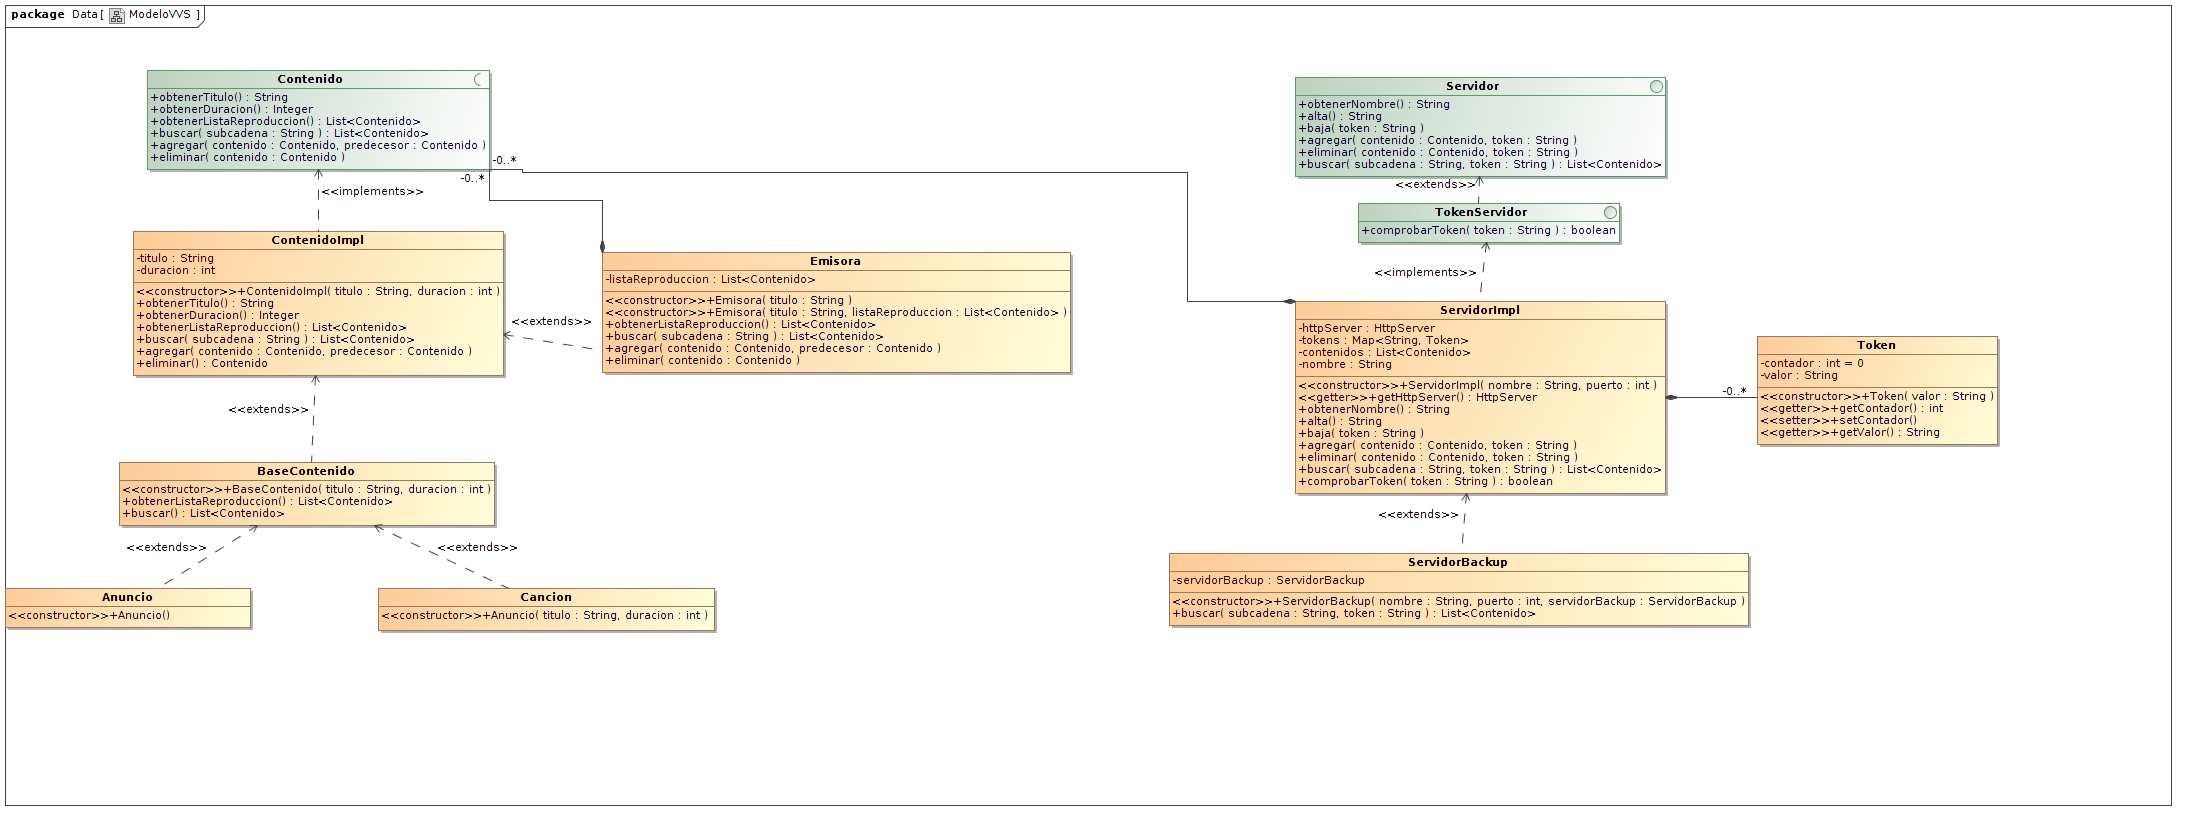 package Data[ ModeloVVS ]
Contenido
+obtenerTitulo() : String
+obtenerDuracion() : Integer
+obtenerListaReproduccion() : List<Contenido>
+buscar( subcadena : String ) : List<Contenido>
+agregar( contenido : Contenido, predecesor : Contenido )
+eliminar( contenido : Contenido )
-0..*
-0..*
<<implements>>
ContenidoImpl
-titulo : String
-duracion : int
<<constructor>>+ContenidoImpl( titulo : String, duracion : int )
+obtenerTitulo() : String
+obtenerDuracion() : Integer
+obtenerListaReproduccion() : List<Contenido>
+buscar( subcadena : String ) : List<Contenido>
+agregar( contenido : Contenido, predecesor : Contenido )
+eliminar() : Contenido
<<extends>>
Emisora
-listaReproduccion : List<Contenido>
<<constructor>>+Emisora( titulo : String )
<<constructor>>+Emisora( titulo : String, listaReproduccion : List<Contenido> )
+obtenerListaReproduccion() : List<Contenido>
+buscar( subcadena : String ) : List<Contenido>
+agregar( contenido : Contenido, predecesor : Contenido )
+eliminar( contenido : Contenido )
<<extends>>
BaseContenido
<<constructor>>+BaseContenido( titulo : String, duracion : int )
+obtenerListaReproduccion() : List<Contenido>
+buscar() : List<Contenido>
<<extends>>
<<extends>>
Anuncio
<<constructor>>+Anuncio()
Cancion
<<constructor>>+Anuncio( titulo : String, duracion : int )
Servidor
+obtenerNombre() : String
+alta() : String
+baja( token : String )
+agregar( contenido : Contenido, token : String )
+eliminar( contenido : Contenido, token : String )
+buscar( subcadena : String, token : String ) : List<Contenido>
<<extends>>
TokenServidor
+comprobarToken( token : String ) : boolean
<<implements>>
ServidorImpl
-httpServer : HttpServer
-tokens : Map<String, Token>
-contenidos : List<Contenido>
-nombre : String
<<constructor>>+ServidorImpl( nombre : String, puerto : int )
<<getter>>+getHttpServer() : HttpServer
+obtenerNombre() : String
+alta() : String
+baja( token : String )
+agregar( contenido : Contenido, token : String )
+eliminar( contenido : Contenido, token : String )
+buscar( subcadena : String, token : String ) : List<Contenido>
+comprobarToken( token : String ) : boolean
-0..*
Token
-contador : int = 0
-valor : String
<<constructor>>+Token( valor : String )
<<getter>>+getContador() : int
<<setter>>+setContador()
<<getter>>+getValor() : String
<<extends>>
ServidorBackup
-servidorBackup : ServidorBackup
<<constructor>>+ServidorBackup( nombre : String, puerto : int, servidorBackup : ServidorBackup )
+buscar( subcadena : String, token : String ) : List<Contenido>